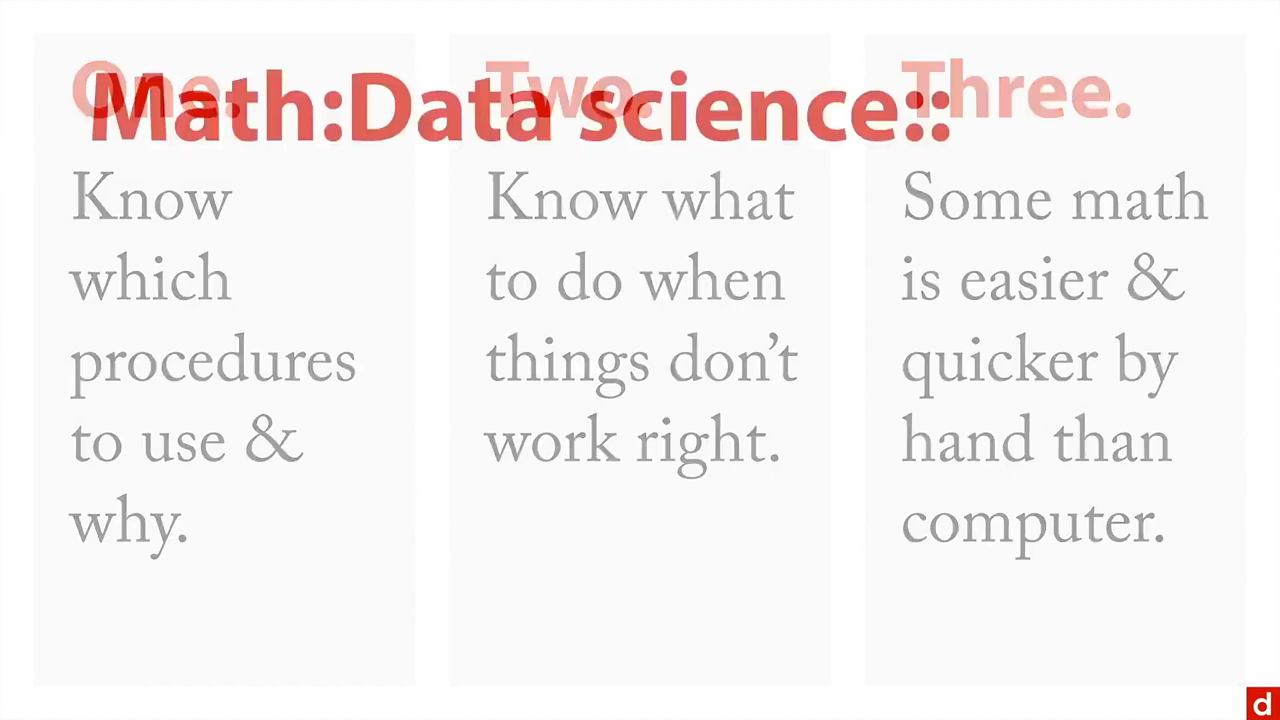 Math:Data science::
One.
Know
which
procedures
to use &
why.
Two.
Know what
to do when
things don’t
work right.
Three.
Some math
is easier &
quicker by
hand than
computer.
d